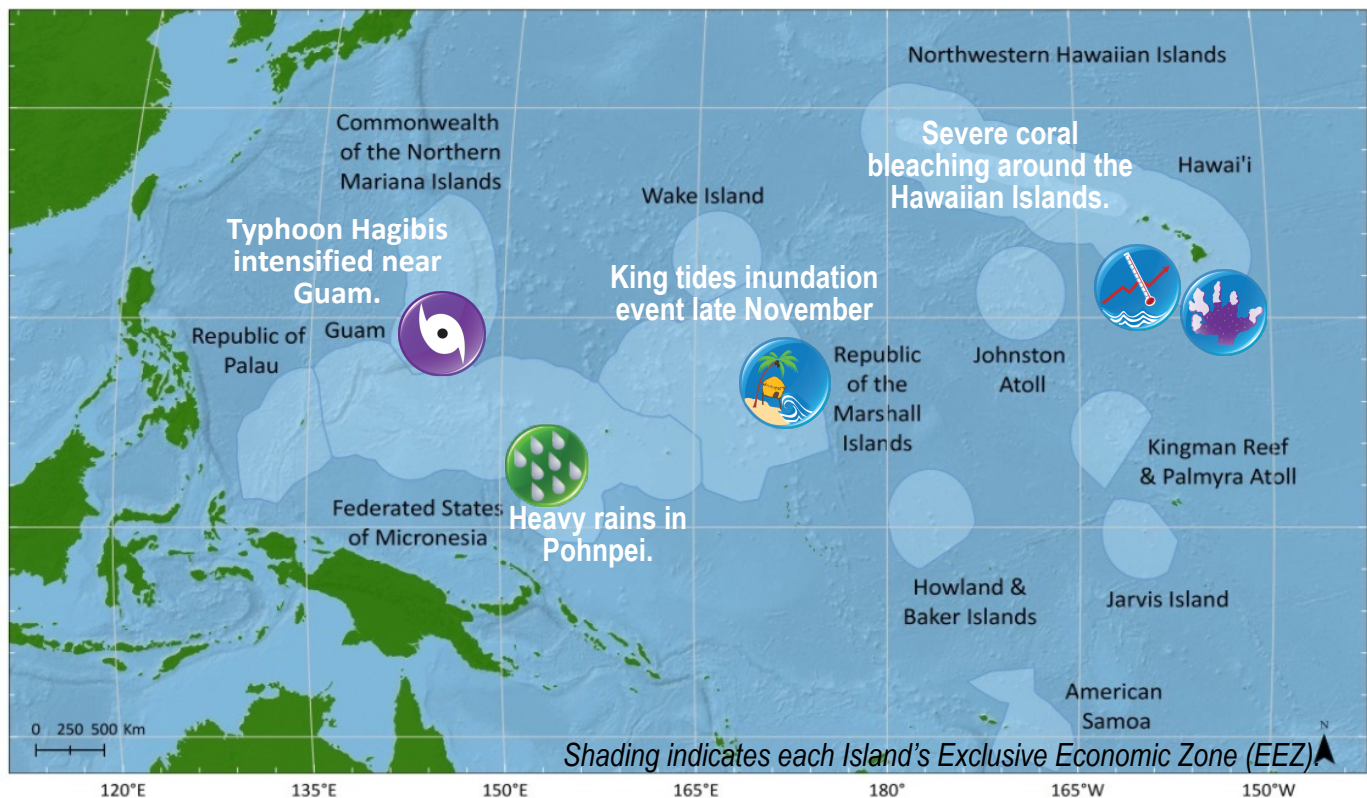 Northwestern Hawaiian Islands
Commonwealth
of the Northern
Mariana Islands
Severe coral
bleaching around the
Hawaiian Islands.
Hawai'i
Wake Island
Typhoon Hagibis
intensified near
Guam.
King tides inundation
event late November
Republic of
Palau
Guam
Republic
of the
Marshall
Islands
Johnston
Atoll
Kingman Reef
& Palmyra Atoll
Federated States
of Micronesia
Heavy rains in
Pohnpei.
Howland &
Baker Islands
Jarvis Island
American
Samoa
0 250 500 Km
N
Shading indicates each Island's Exclusive Economic Zone (EEZ).
120°E 135°E 150°E 165°E 180° 165°W 150°W